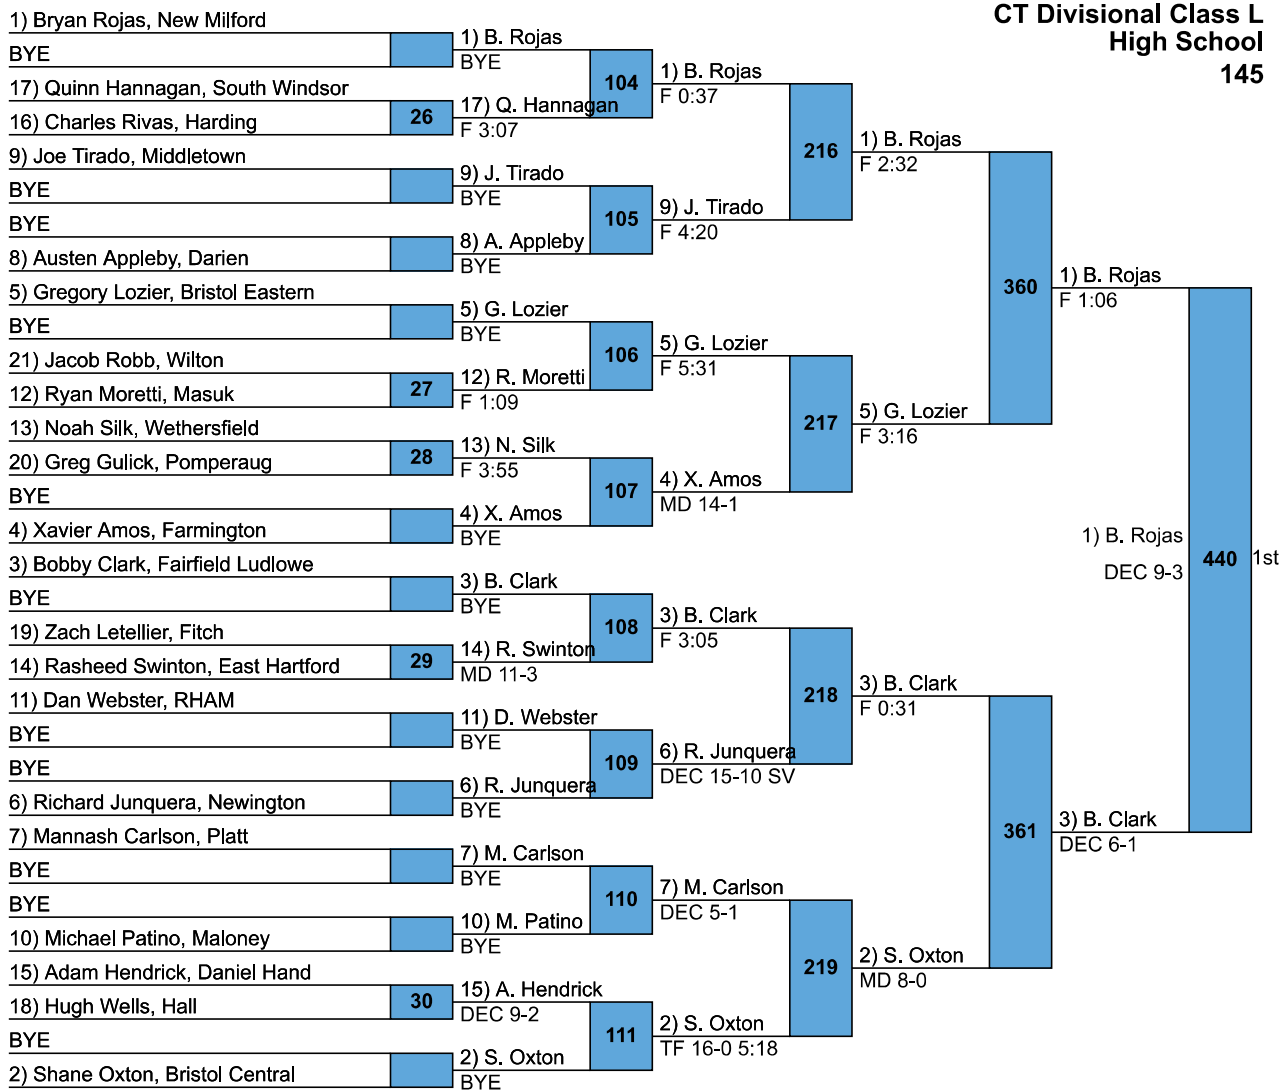 CT Divisional Class L
High School
145
1) Bryan Rojas, New Milford
BYE
17) Quinn Hannagan, South Windsor
16) Charles Rivas, Harding
9) Joe Tirado, Middletown
BYE
BYE
8) Austen Appleby, Darien
5) Gregory Lozier, Bristol Eastern
BYE
21) Jacob Robb, Wilton
12) Ryan Moretti, Masuk
13) Noah Silk, Wethersfield
20) Greg Gulick, Pomperaug
BYE
4) Xavier Amos, Farmington
3) Bobby Clark, Fairfield Ludlowe
BYE
19) Zach Letellier, Fitch
14) Rasheed Swinton, East Hartford
11) Dan Webster, RHAM
BYE
BYE
6) Richard Junquera, Newington
7) Mannash Carlson, Platt
BYE
BYE
10) Michael Patino, Maloney
15) Adam Hendrick, Daniel Hand
18) Hugh Wells, Hall
BYE
2) Shane Oxton, Bristol Central
26
27
28
29
30
1) B. Rojas
BYE
17) Q. Hannagan
F 3:07
9) J. Tirado
BYE
8) A. Appleby
BYE
5) G. Lozier
BYE
12) R. Moretti
F 1:09
13) N. Silk
F 3:55
4) X. Amos
BYE
3) B. Clark
BYE
14) R. Swinton
MD 11-3
11) D. Webster
BYE
6) R. Junquera
BYE
7) M. Carlson
BYE
10) M. Patino
BYE
15) A. Hendrick
DEC 9-2
2) S. Oxton
BYE
104
105
106
107
108
109
110
111
1) B. Rojas
F 0:37
9) J. Tirado
F 4:20
5) G. Lozier
F 5:31
4) X. Amos
MD 14-1
3) B. Clark
F 3:05
6) R. Junquera
DEC 15-10 SV
7) M. Carlson
DEC 5-1
2) S. Oxton
TF 16-0 5:18
216
217
218
219
1) B. Rojas
F 2:32
5) G. Lozier
F 3:16
3) B. Clark
F 0:31
2) S. Oxton
MD 8-0
360
361
1) B. Rojas
F 1:06
3) B. Clark
DEC 6-1
1) B. Rojas
DEC 9-3
440
1st